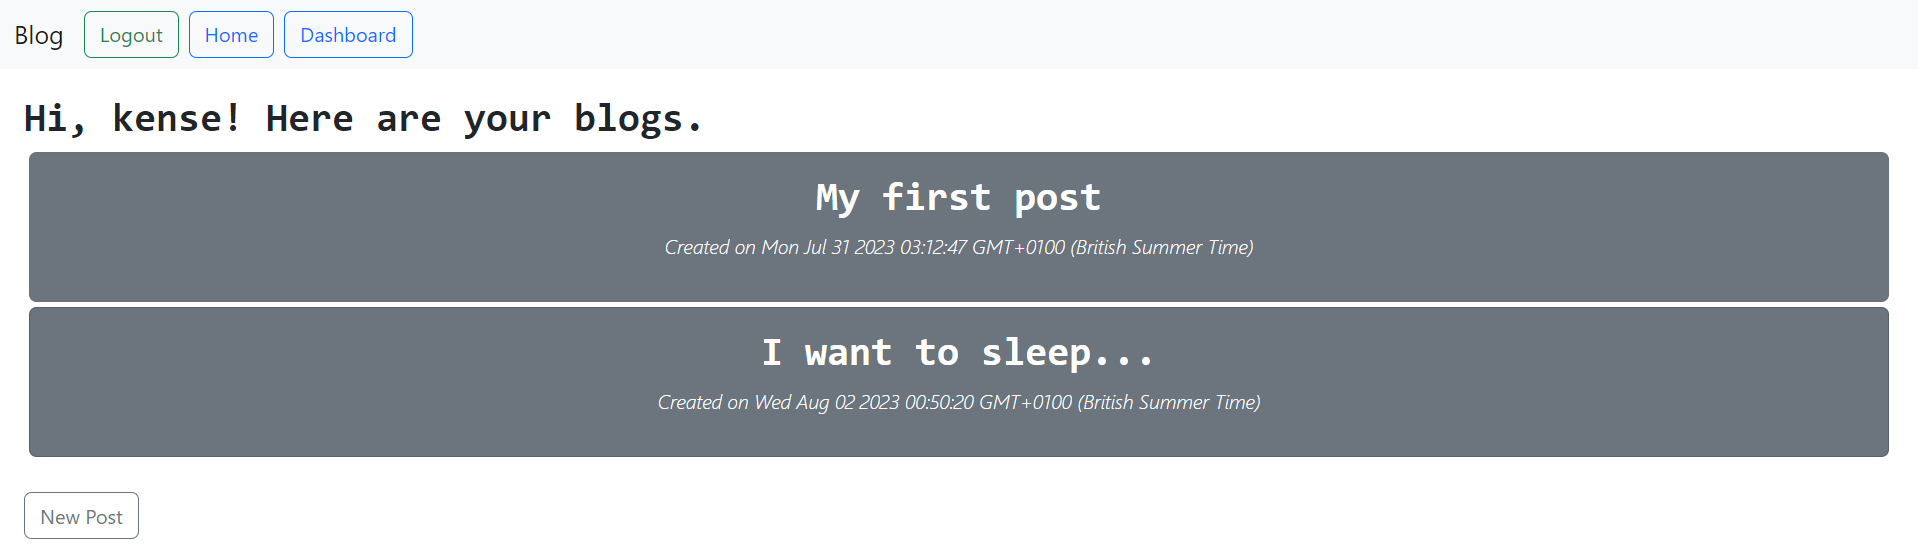 Blog Logout Home Dashboard
Hi, kense! Here are your blogs.
My first post
Created on Mon Jul 31 2023 03:12:47 GMT+0100 (British Summer Time)
I want to sleep...
Created on Wed Aug 02 2023 00:50:20 GMT+0100 (British Summer Time)
New Post